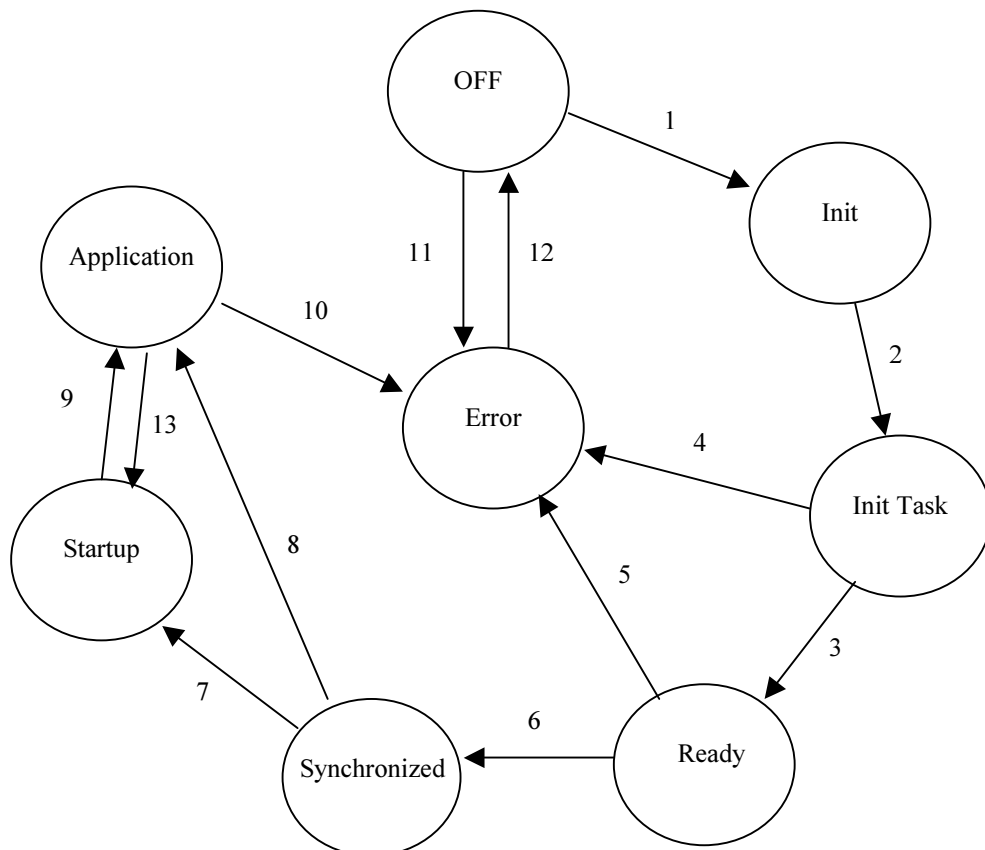 OFF
1
Init
Application
11
12
10
2
9
13
Error
4
Init Task
Startup
8
5
3
7
6
Ready
Synchronized